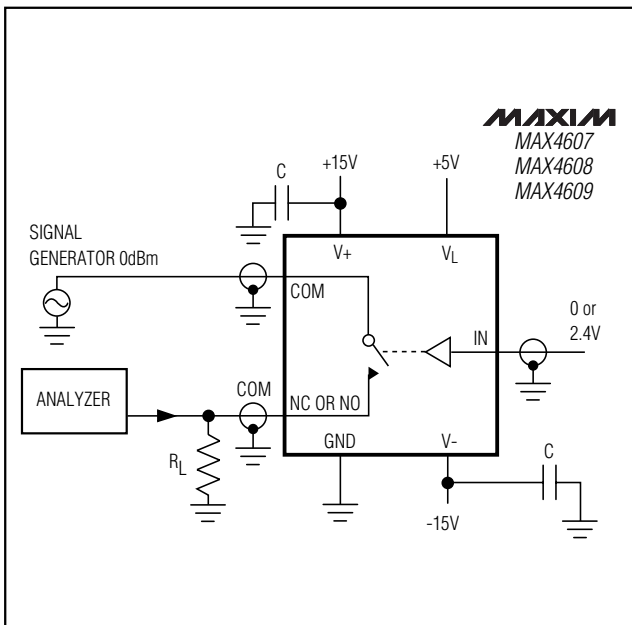 MAXIM
MAX4607
MAX4608
MAX4609
C
+15V
+5V
SIGNAL
GENERATOR 0dBm
V+
VL
COM
0 or
2.4V
IN
ANALYZER
COM
NC OR NO
RL
GND
V-
C
-15V